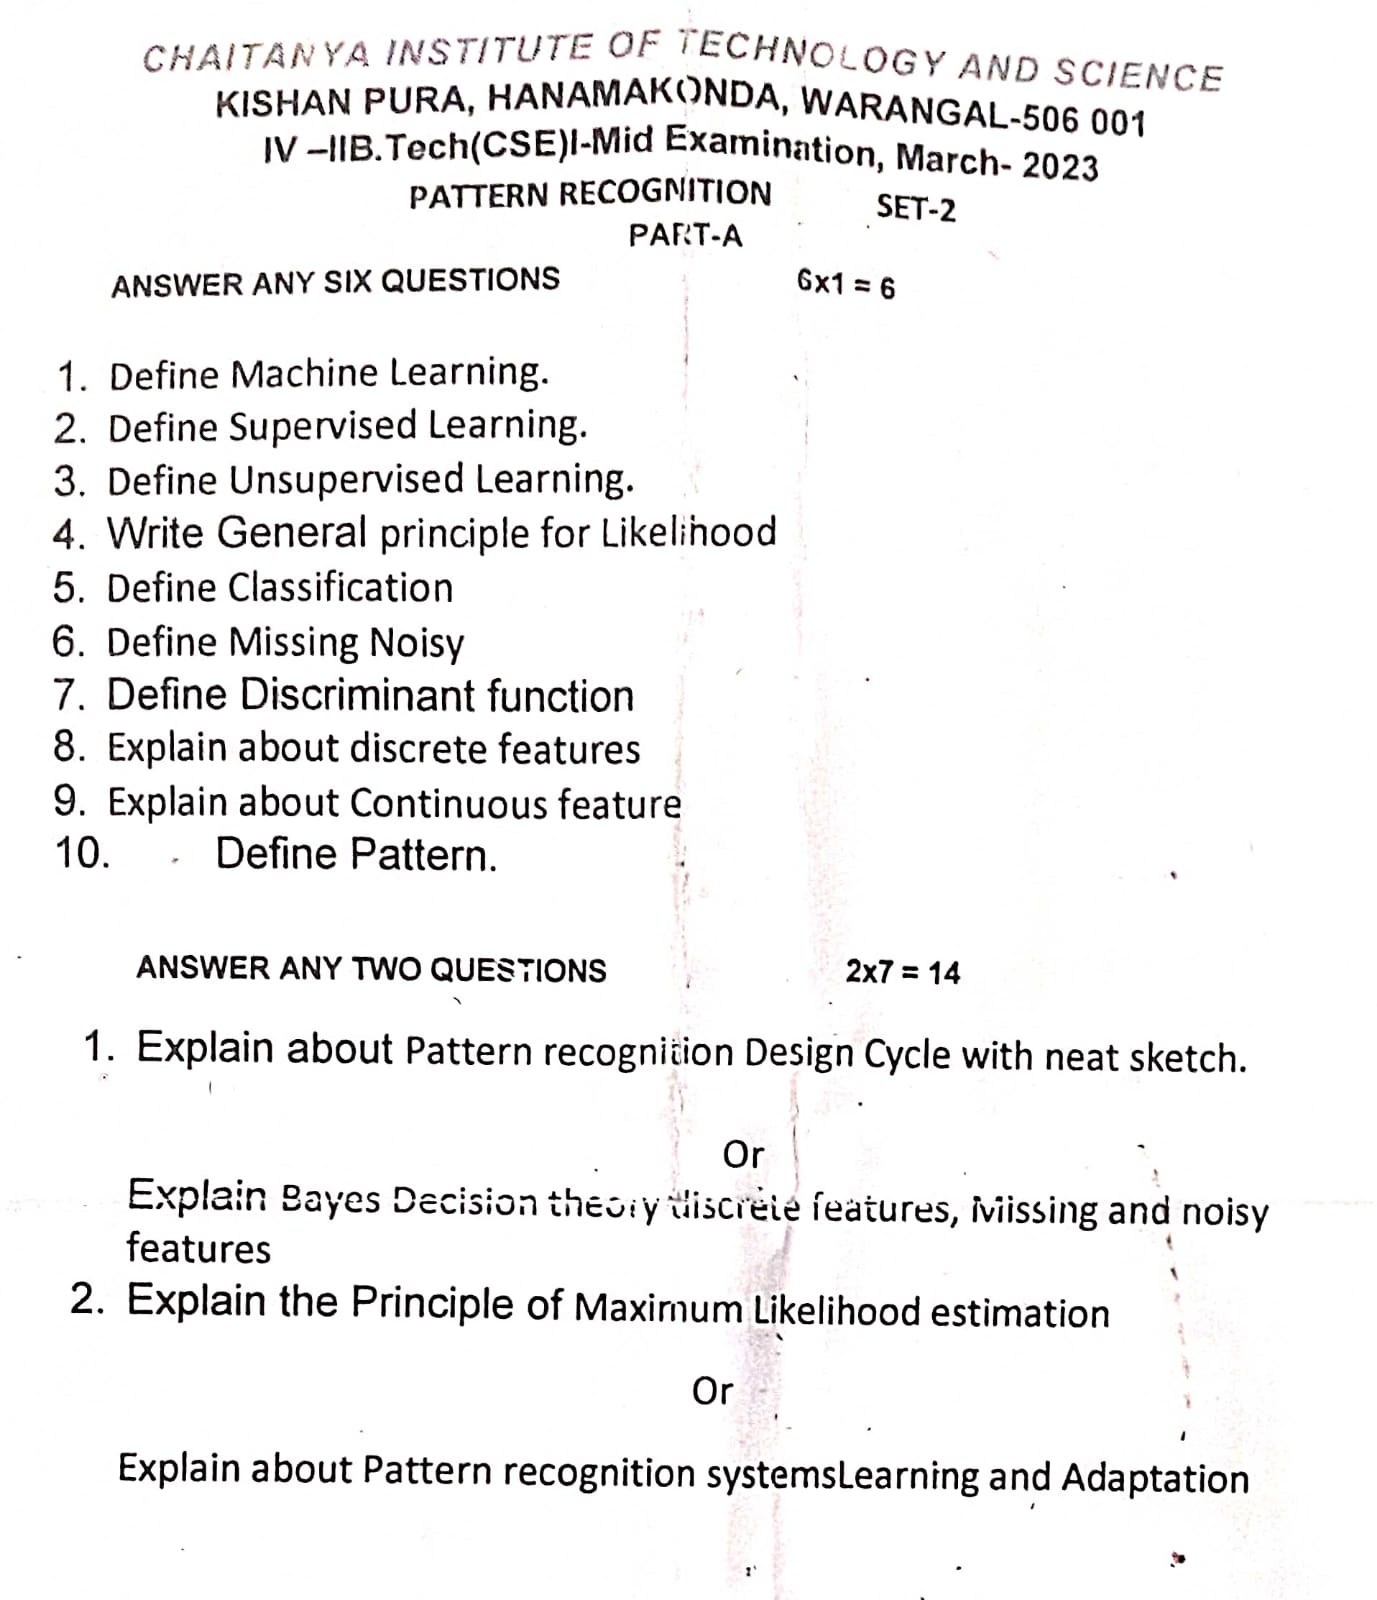 CHAITANYA INSTITUTE OF TECHNOLOGY AND SCIENCE
KISHAN PURA, HANAMAKONDA, WARANGAL-506 001
IV –IIB.Tech(CSE)I-Mid Examination, March- 2023
PATTERN RECOGNITION SET-2
PART-A
ANSWER ANY SIX QUESTIONS 6x1 = 6
1. Define Machine Learning.
2. Define Supervised Learning.
3. Define Unsupervised Learning.
4. Write General principle for Likelihood
5. Define Classification
6. Define Missing Noisy
7. Define Discriminant function
8. Explain about discrete features
9. Explain about Continuous feature
10. Define Pattern.
ANSWER ANY TWO QUESTIONS 2x7 = 14
1. Explain about Pattern recognition Design Cycle with neat sketch.
Or
Explain Bayes Decision theory discrete features, Missing and noisy
features
2. Explain the Principle of Maximum Likelihood estimation
Or
Explain about Pattern recognition systemsLearning and Adaptation